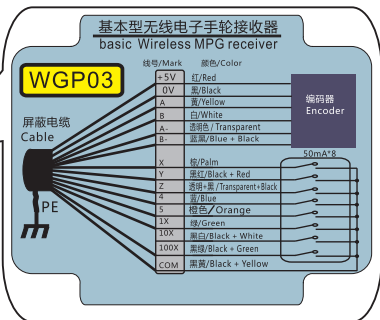 基本型无线电子手轮接收器
basic Wireless MPG receiver
线号/Mark 颜色/Color
WGP03
屏蔽电缆
Cable
PE
+5V 红/Red
0V 黑/Black
A 黄/Yellow
B 白/White
A- 透明色/Transparent
B- 蓝黑/Blue + Black
编码器
Encoder
50mA*8
X 棕/Palm
Y 黑红/Black + Red
Z 透明+黑/Transparent+Black
4 蓝/Blue
5 橙色/Orange
1X 绿/Green
10X 黑白/Black + White
100X 黑绿/Black + Green
COM 黑黄/Black + Yellow